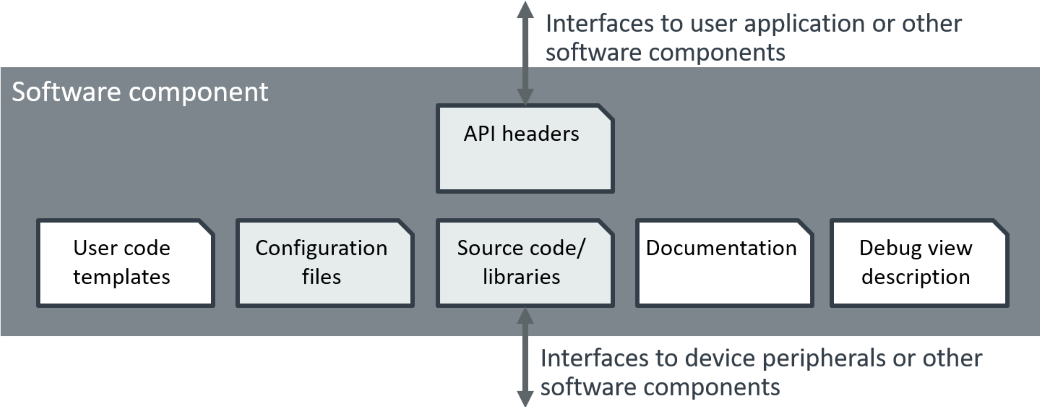 Interfaces to user application or other
software components
Software component
API headers
User code
templates
Configuration
files
Source code/
libraries
Documentation
Debug view
description
Interfaces to device peripherals or other
software components